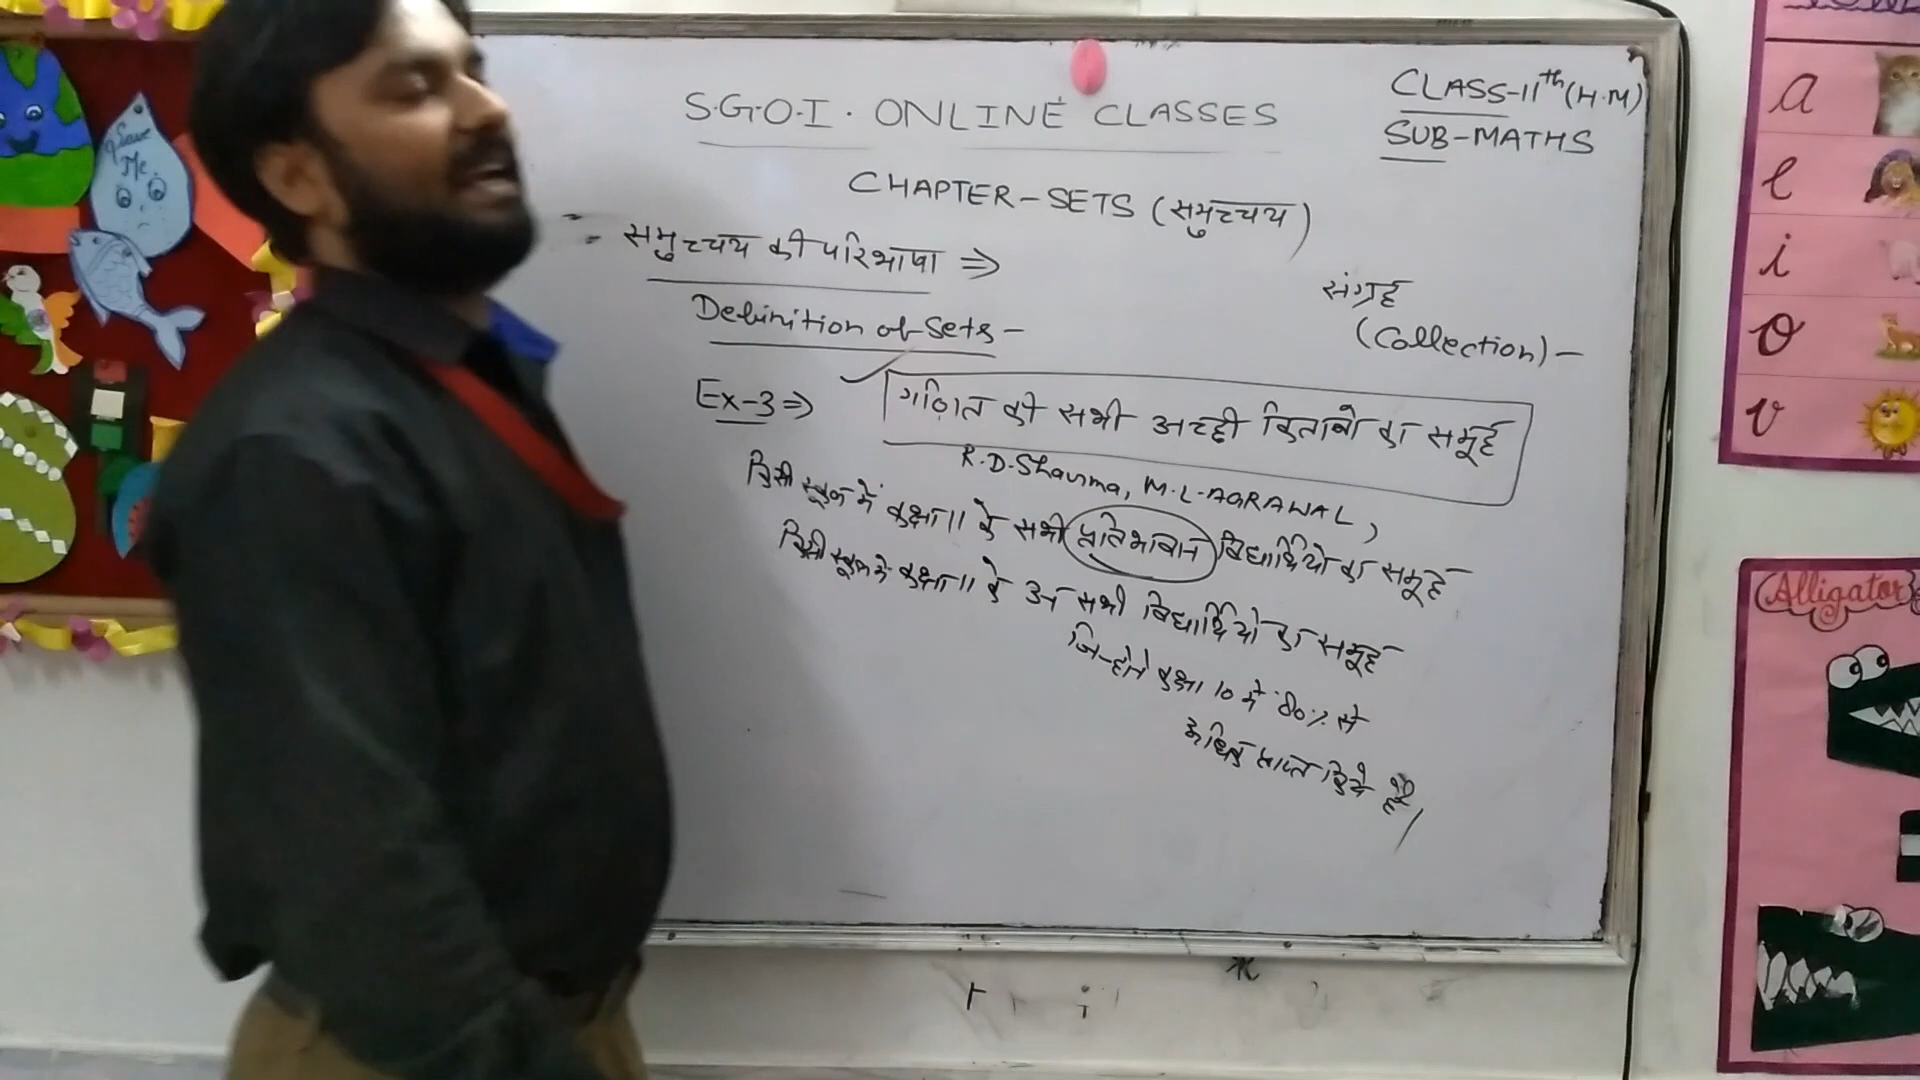 S.G.O.I. ONLINE CLASSES
CLASS-11th (H.M)
SUB-MATHS
CHAPTER-SETS (समुच्चय)
समुच्चय की परिभाषा ⇒
Definition of Sets -
संग्रह
(Collection) -
Ex-3 ⇒ गणित की सभी अच्छी किताबों का समूह
R.D. Sharma, M.L. AGRAWAL,
किसी स्कूल में कक्षा 11 के सभी प्रतिभावान विद्यार्थियों का समूह
किसी स्कूल में कक्षा 11 के उन सभी विद्यार्थियों का समूह
जिन्होंने कक्षा 10 में 80% से
अधिक प्राप्त किये हैं/
Save
Me.
a
e
i
o
v
Alligator